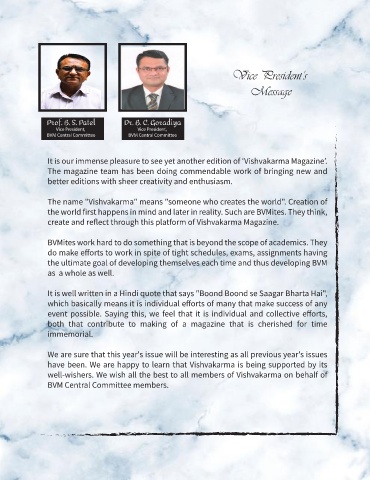 Vice President's
Message
Prof. B. S. Patel
Vice President,
BVM Central Committee
Dr. B. C. Goradiya
Vice President,
BVM Central Committee
It is our immense pleasure to see yet another edition of 'Vishvakarma Magazine'.
The magazine team has been doing commendable work of bringing new and
better editions with sheer creativity and enthusiasm.
The name "Vishvakarma" means "someone who creates the world". Creation of
the world first happens in mind and later in reality. Such are BVMites. They think,
create and reflect through this platform of Vishvakarma Magazine.
BVMites work hard to do something that is beyond the scope of academics. They
do make efforts to work in spite of tight schedules, exams, assignments having
the ultimate goal of developing themselves each time and thus developing BVM
as a whole as well.
It is well written in a Hindi quote that says "Boond Boond se Saagar Bharta Hai",
which basically means it is individual efforts of many that make success of any
event possible. Saying this, we feel that it is individual and collective efforts,
both that contribute to making of a magazine that is cherished for time
immemorial.
We are sure that this year's issue will be interesting as all previous year's issues
have been. We are happy to learn that Vishvakarma is being supported by its
well-wishers. We wish all the best to all members of Vishvakarma on behalf of
BVM Central Committee members.